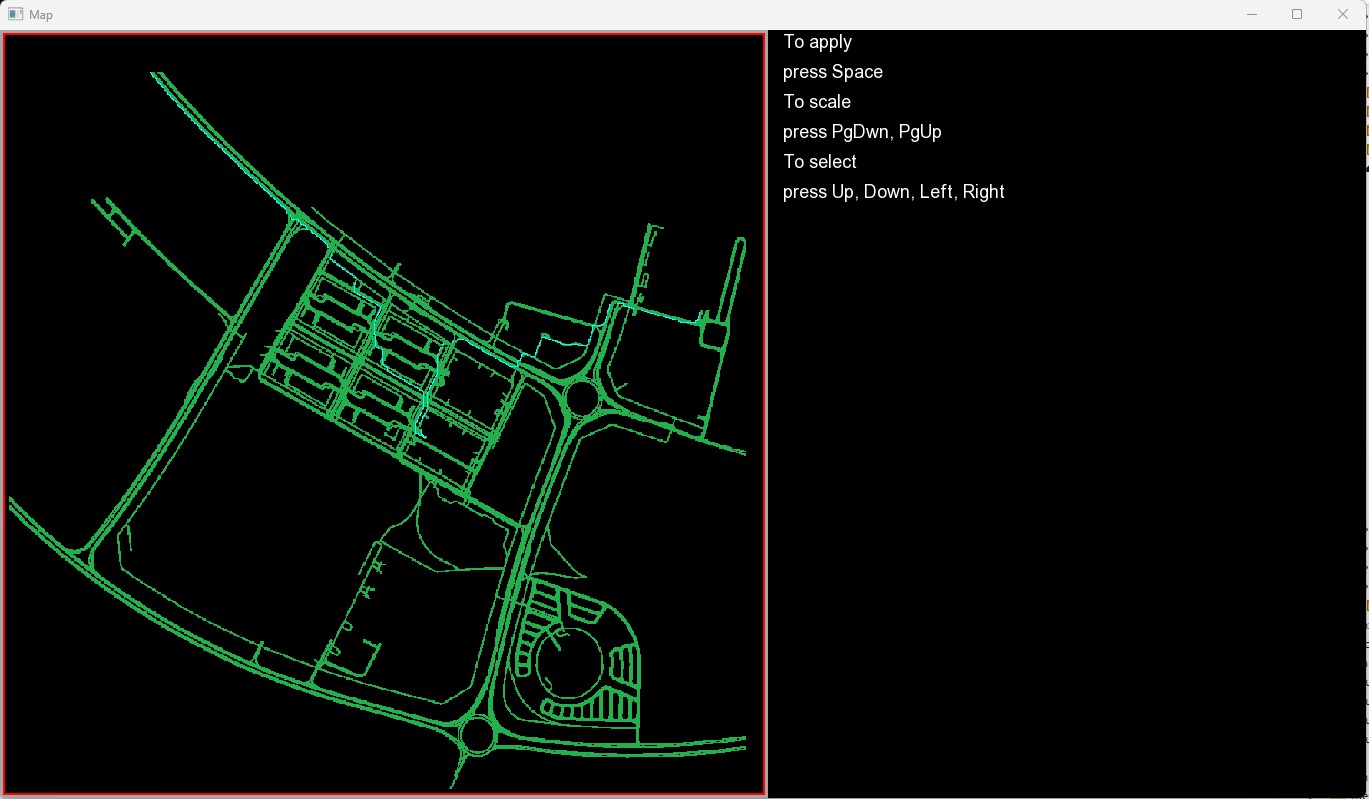 Map
To apply
press Space
To scale
press PgDwn, PgUp
To select
press Up, Down, Left, Right